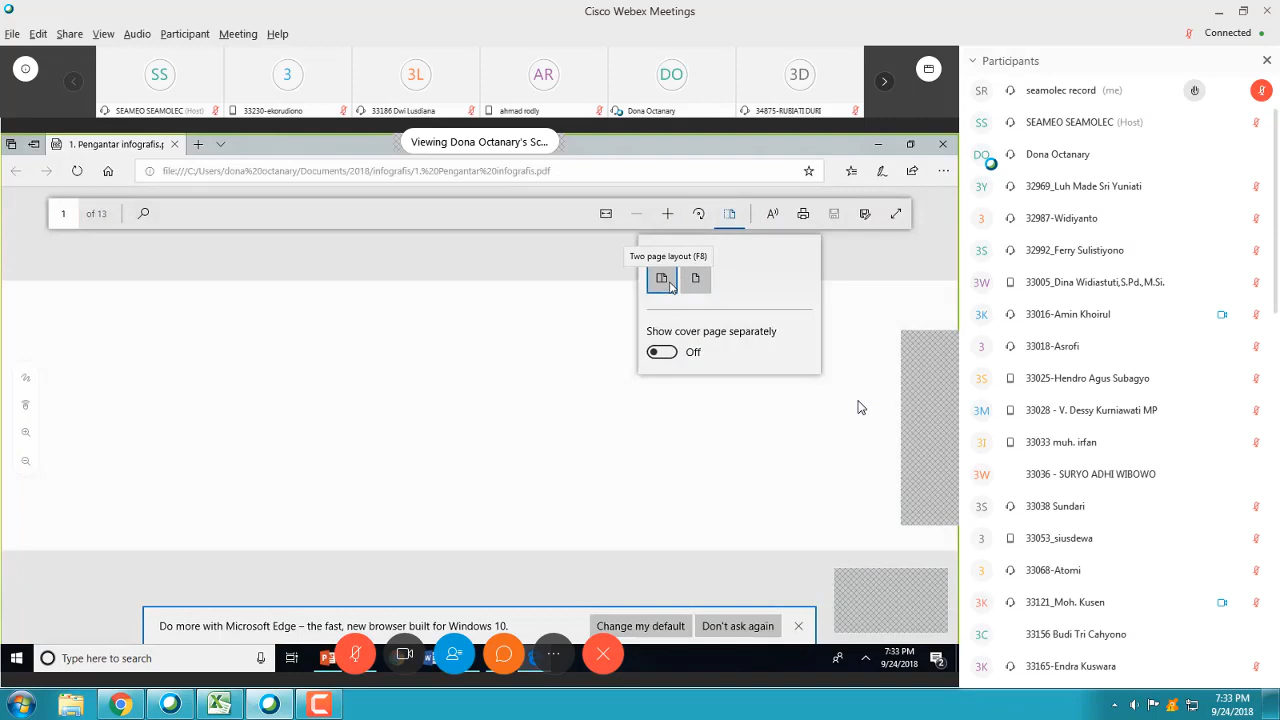 Cisco Webex Meetings
File Edit Share View Audio Participant Meeting Help
Connected
SS
SEAMEO SEAMOLEC (Host)
3
33230-ekorudiono
3L
33186 Dwi Lusdiana
AR
ahmad rodly
DO
Dona Octanary
3D
34875-RUBIATI DURI
1. Pengantar infografis.p
Viewing Dona Octanary's Sc...
file:///C:/Users/dona%20octanary/Documents/2018/infografis/1.%20Pengantar%20infografis.pdf
1 of 13
Two page layout (F8)
Show cover page separately
Off
Do more with Microsoft Edge – the fast, new browser built for Windows 10.
Change my default
Don't ask again
Type here to search
7:33 PM
9/24/2018
2
Participants
SR seamolec record (me)
SS SEAMEO SEAMOLEC (Host)
DO Dona Octanary
3Y 32969_Luh Made Sri Yuniati
3 32987-Widiyanto
3S 32992_Ferry Sulistiyono
3W 33005_Dina Widiastuti,S.Pd.,M.Si.
3K 33016-Amin Khoirul
3 33018-Asrofi
3S 33025-Hendro Agus Subagyo
3M 33028 - V. Dessy Kurniawati MP
3I 33033 muh. irfan
3W 33036 - SURYO ADHI WIBOWO
3S 33038 Sundari
3 33053_siusdewa
3 33068-Atomi
3K 33121_Moh. Kusen
3C 33156 Budi Tri Cahyono
3K 33165-Endra Kuswara
7:33 PM
9/24/2018